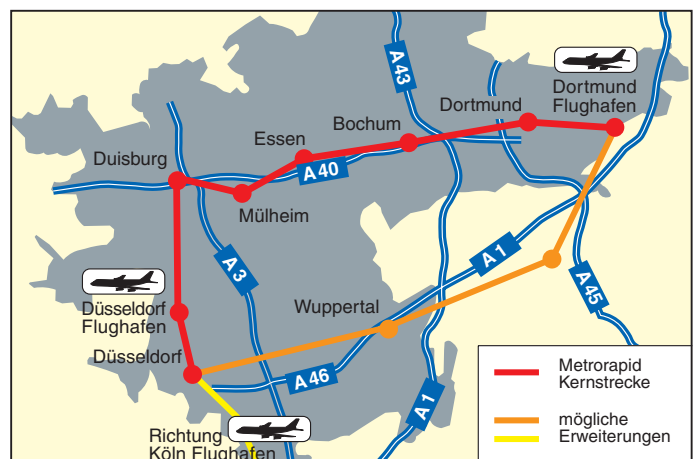 A 43
Dortmund
Flughafen
Dortmund
Bochum
Essen
Duisburg
A 40
Mülheim
A 3
A 1
A 45
Düsseldorf
Flughafen
Wuppertal
Düsseldorf
A 46
A 1
Richtung
Köln Flughafen
Metrorapid
Kernstrecke
mögliche
Erweiterungen